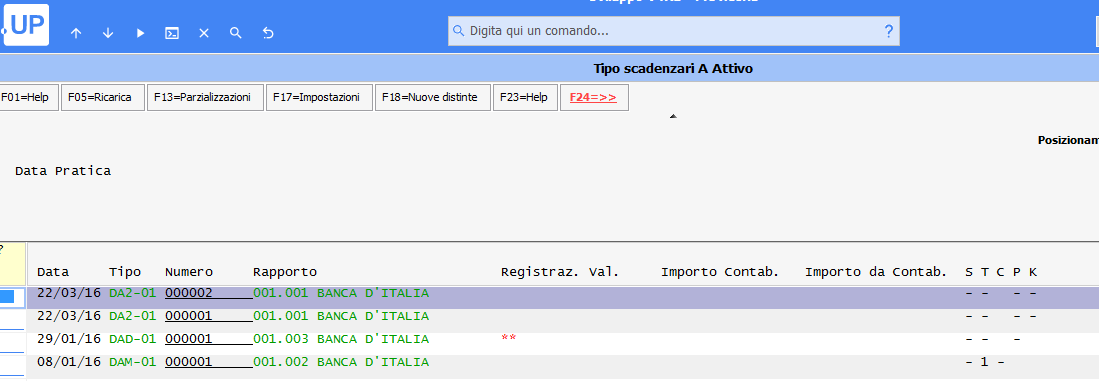 .UP
Digita qui un comando... ?
Tipo scadenzari A Attivo
F01=Help F05=Ricarica F13=Parzializzazioni F17=Impostazioni F18=Nuove distinte F23=Help F24=>>
Data Pratica
?
Data Tipo Numero Rapporto Registraz. Val. Importo Contab. Importo da Contab. S T C P K
22/03/16 DA2-01 000002 001.001 BANCA D'ITALIA - - - -
22/03/16 DA2-01 000001 001.001 BANCA D'ITALIA - - - -
29/01/16 DAD-01 000001 001.003 BANCA D'ITALIA ** - - -
08/01/16 DAM-01 000001 001.002 BANCA D'ITALIA - 1 -